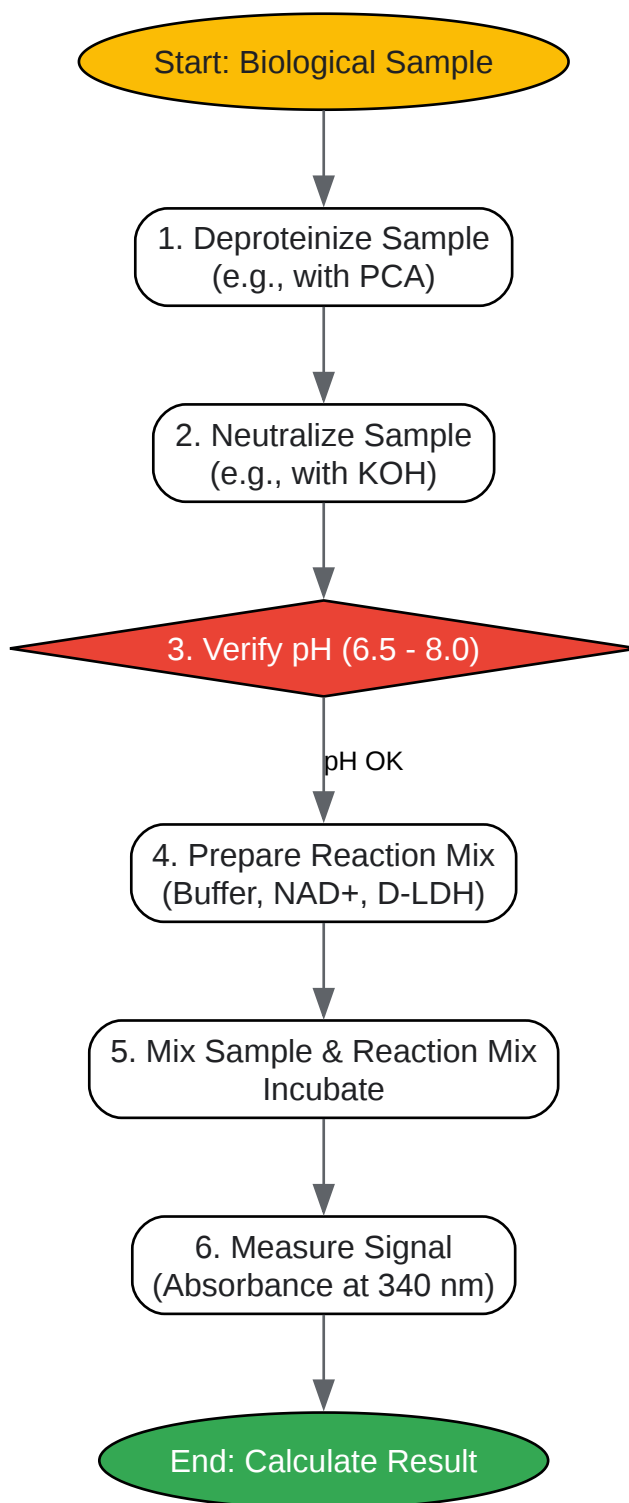 Start: Biological Sample
1. Deproteinize Sample
(e.g., with PCA)
2. Neutralize Sample
(e.g., with KOH)
3. Verify pH (6.5 - 8.0)
pH OK
4. Prepare Reaction Mix
(Buffer, NAD+, D-LDH)
5. Mix Sample & Reaction Mix
Incubate
6. Measure Signal
(Absorbance at 340 nm)
End: Calculate Result